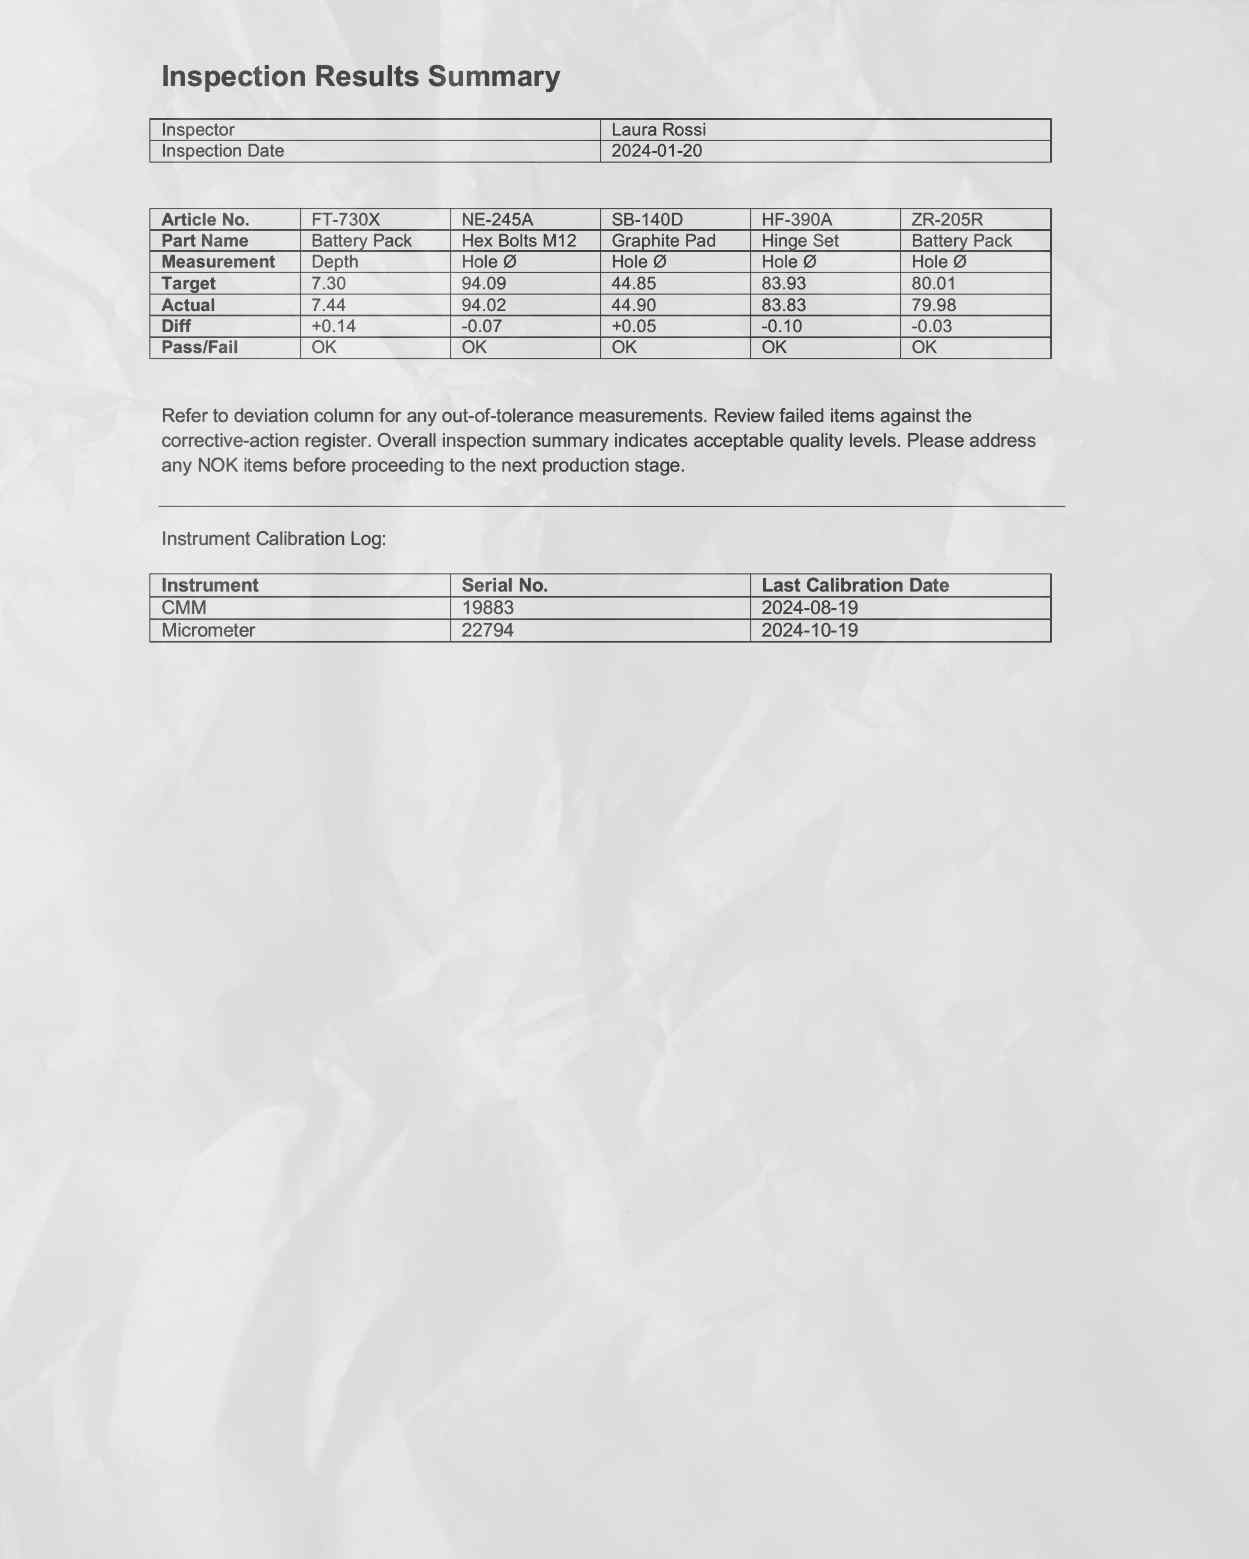 Inspection Results Summary
Inspector Laura Rossi
Inspection Date 2024-01-20
Article No. FT-730X NE-245A SB-140D HF-390A ZR-205R
Part Name Battery Pack Hex Bolts M12 Graphite Pad Hinge Set Battery Pack
Measurement Depth Hole Ø Hole Ø Hole Ø Hole Ø
Target 7.30 94.09 44.85 83.93 80.01
Actual 7.44 94.02 44.90 83.83 79.98
Diff +0.14 -0.07 +0.05 -0.10 -0.03
Pass/Fail OK OK OK OK OK
Refer to deviation column for any out-of-tolerance measurements. Review failed items against the
corrective-action register. Overall inspection summary indicates acceptable quality levels. Please address
any NOK items before proceeding to the next production stage.
Instrument Calibration Log:
Instrument Serial No. Last Calibration Date
CMM 19883 2024-08-19
Micrometer 22794 2024-10-19